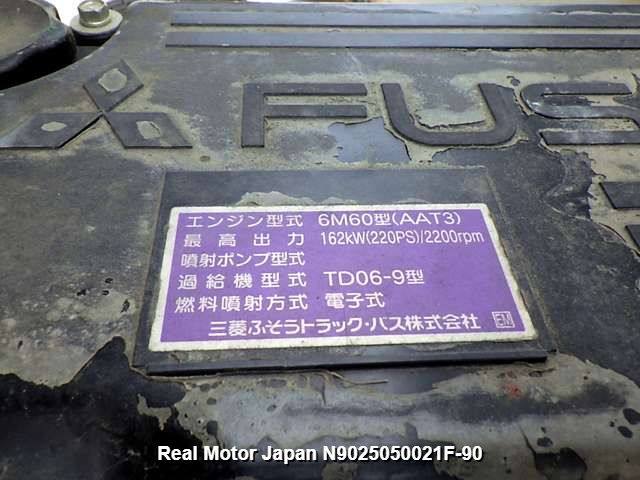 FUS
エンジン型式 6M60型(AAT3)
最高出力 162kW(220PS)/2200rpm
噴射ポンプ型式
過給機型式 TD06-9型
燃料噴射方式 電子式
三菱ふそうトラック・バス株式会社 EM
Real Motor Japan N9025050021F-90